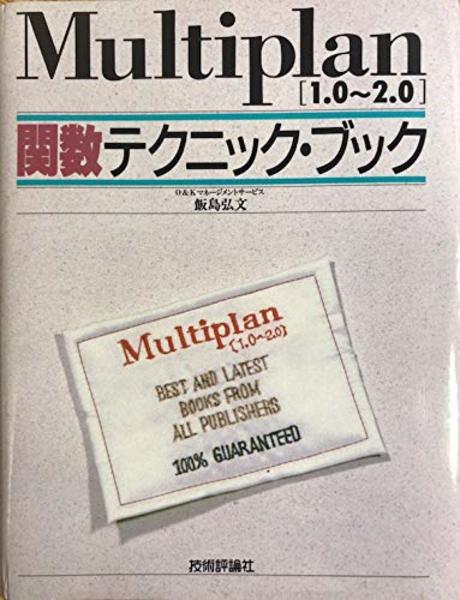 Multiplan
[1.0〜2.0]
関数テクニック・ブック
O&Kマネージメントサービス
飯島弘文
Multiplan
[1.0〜2.0]
BEST AND LATEST
BOOKS FROM
ALL PUBLISHERS
100% GUARANTEED
技術評論社